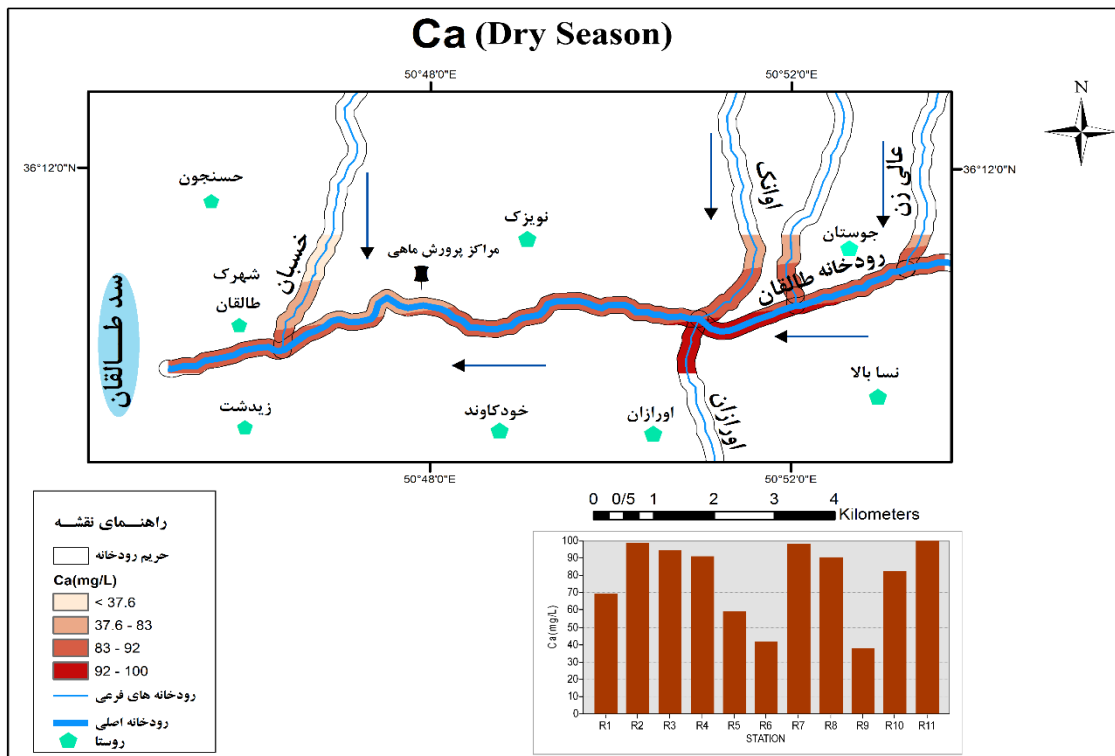 Ca (Dry Season)
50°48'0"E
50°52'0"E
N
36°12'0"N
36°12'0"N
حسنجون
نویزک
اوانک
عالی زن
جوستان
خسبان
مراکز پرورش ماهی
رودخانه طالقان
شهرک
طالقان
سد طالقان
نسا بالا
زیدشت
خودکاوند
اورازان
اورازان
50°48'0"E
50°52'0"E
راهنمای نقشه
حریم رودخانه
Ca(mg/L)
< 37.6
37.6 - 83
83 - 92
92 - 100
رودخانه های فرعی
رودخانه اصلی
روستا
0 0/5 1 2 3 4
Kilometers
Ca(mg/L)
100
90
80
70
60
50
40
30
20
10
0
R1 R2 R3 R4 R5 R6 R7 R8 R9 R10 R11
STATION